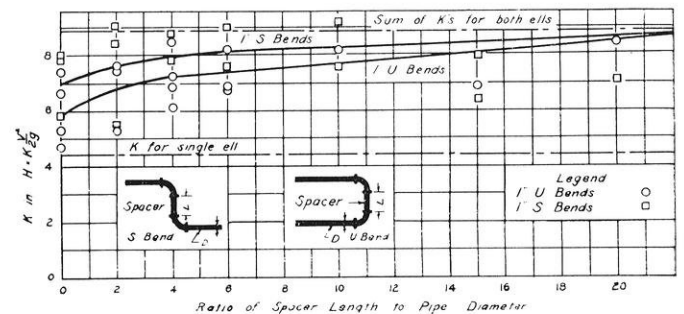 Sum of K's for both ells
1" S Bends
1" U Bends
K for single ell
K in H = K V²/2g
8
6
4
2
0
Spacer
L
S Bend
D
Spacer
L
D
U Bend
Legend
1" U Bends
1" S Bends
0 2 4 6 8 10 12 14 16 18 20
Ratio of Spacer Length to Pipe Diameter